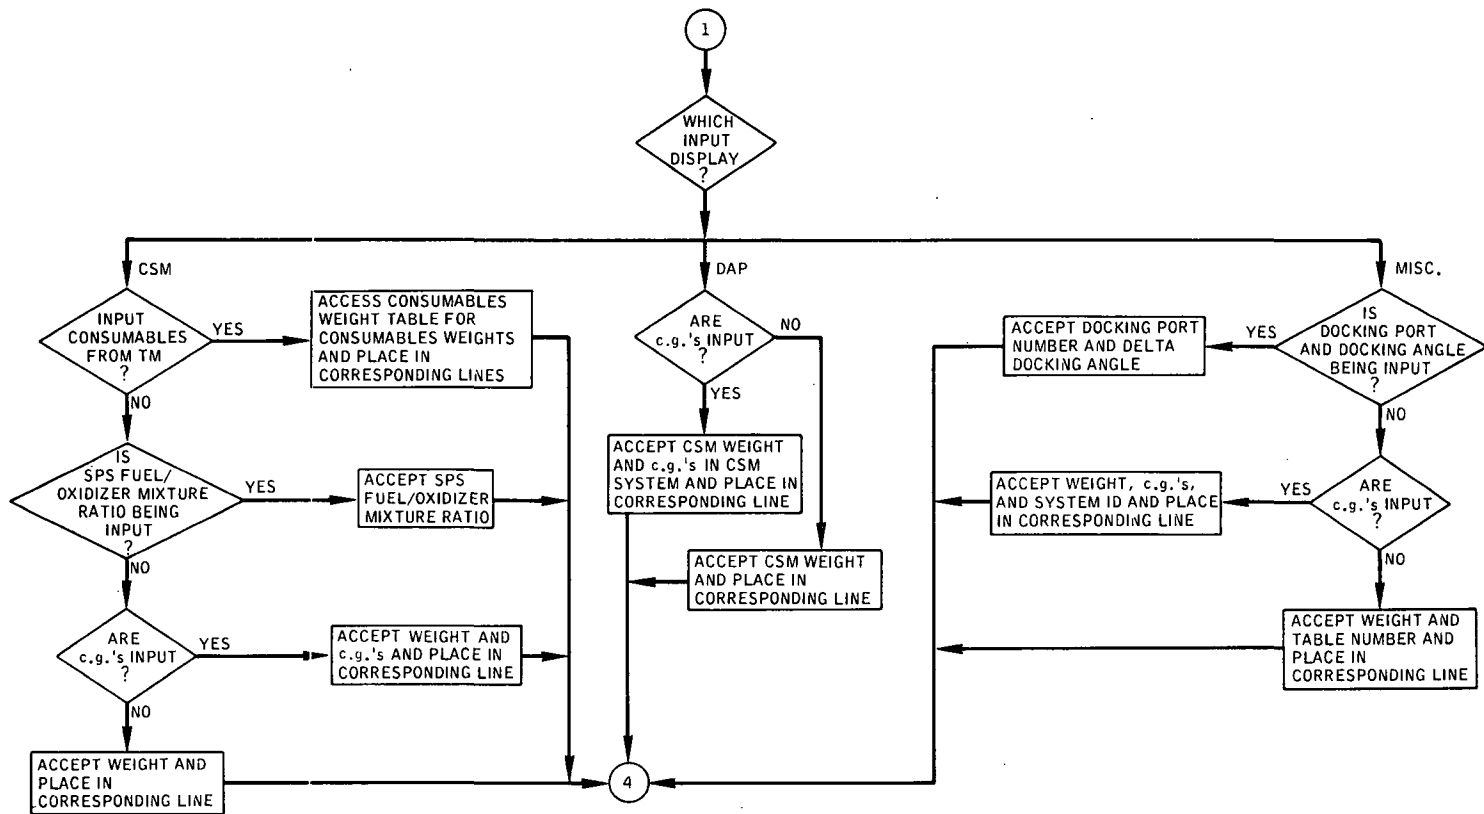 1
WHICH
INPUT
DISPLAY
?
CSM
INPUT
CONSUMABLES
FROM TM
?
YES
ACCESS CONSUMABLES
WEIGHT TABLE FOR
CONSUMABLES WEIGHTS
AND PLACE IN
CORRESPONDING LINES
NO
IS
SPS FUEL/
OXIDIZER MIXTURE
RATIO BEING
INPUT
?
YES
ACCEPT SPS
FUEL/OXIDIZER
MIXTURE RATIO
NO
ARE
c.g.'s INPUT
?
YES
ACCEPT WEIGHT AND
c.g.'s AND PLACE IN
CORRESPONDING LINE
NO
ACCEPT WEIGHT AND
PLACE IN
CORRESPONDING LINE
DAP
ARE
c.g.'s INPUT
?
NO
YES
ACCEPT CSM WEIGHT
AND c.g.'s IN CSM
SYSTEM AND PLACE IN
CORRESPONDING LINE
ACCEPT CSM WEIGHT
AND PLACE IN
CORRESPONDING LINE
MISC.
IS
DOCKING PORT
AND DOCKING ANGLE
BEING INPUT
?
YES
ACCEPT DOCKING PORT
NUMBER AND DELTA
DOCKING ANGLE
NO
ARE
c.g.'s INPUT
?
YES
ACCEPT WEIGHT, c.g.'s,
AND SYSTEM ID AND PLACE
IN CORRESPONDING LINE
NO
ACCEPT WEIGHT AND
TABLE NUMBER AND
PLACE IN
CORRESPONDING LINE
4